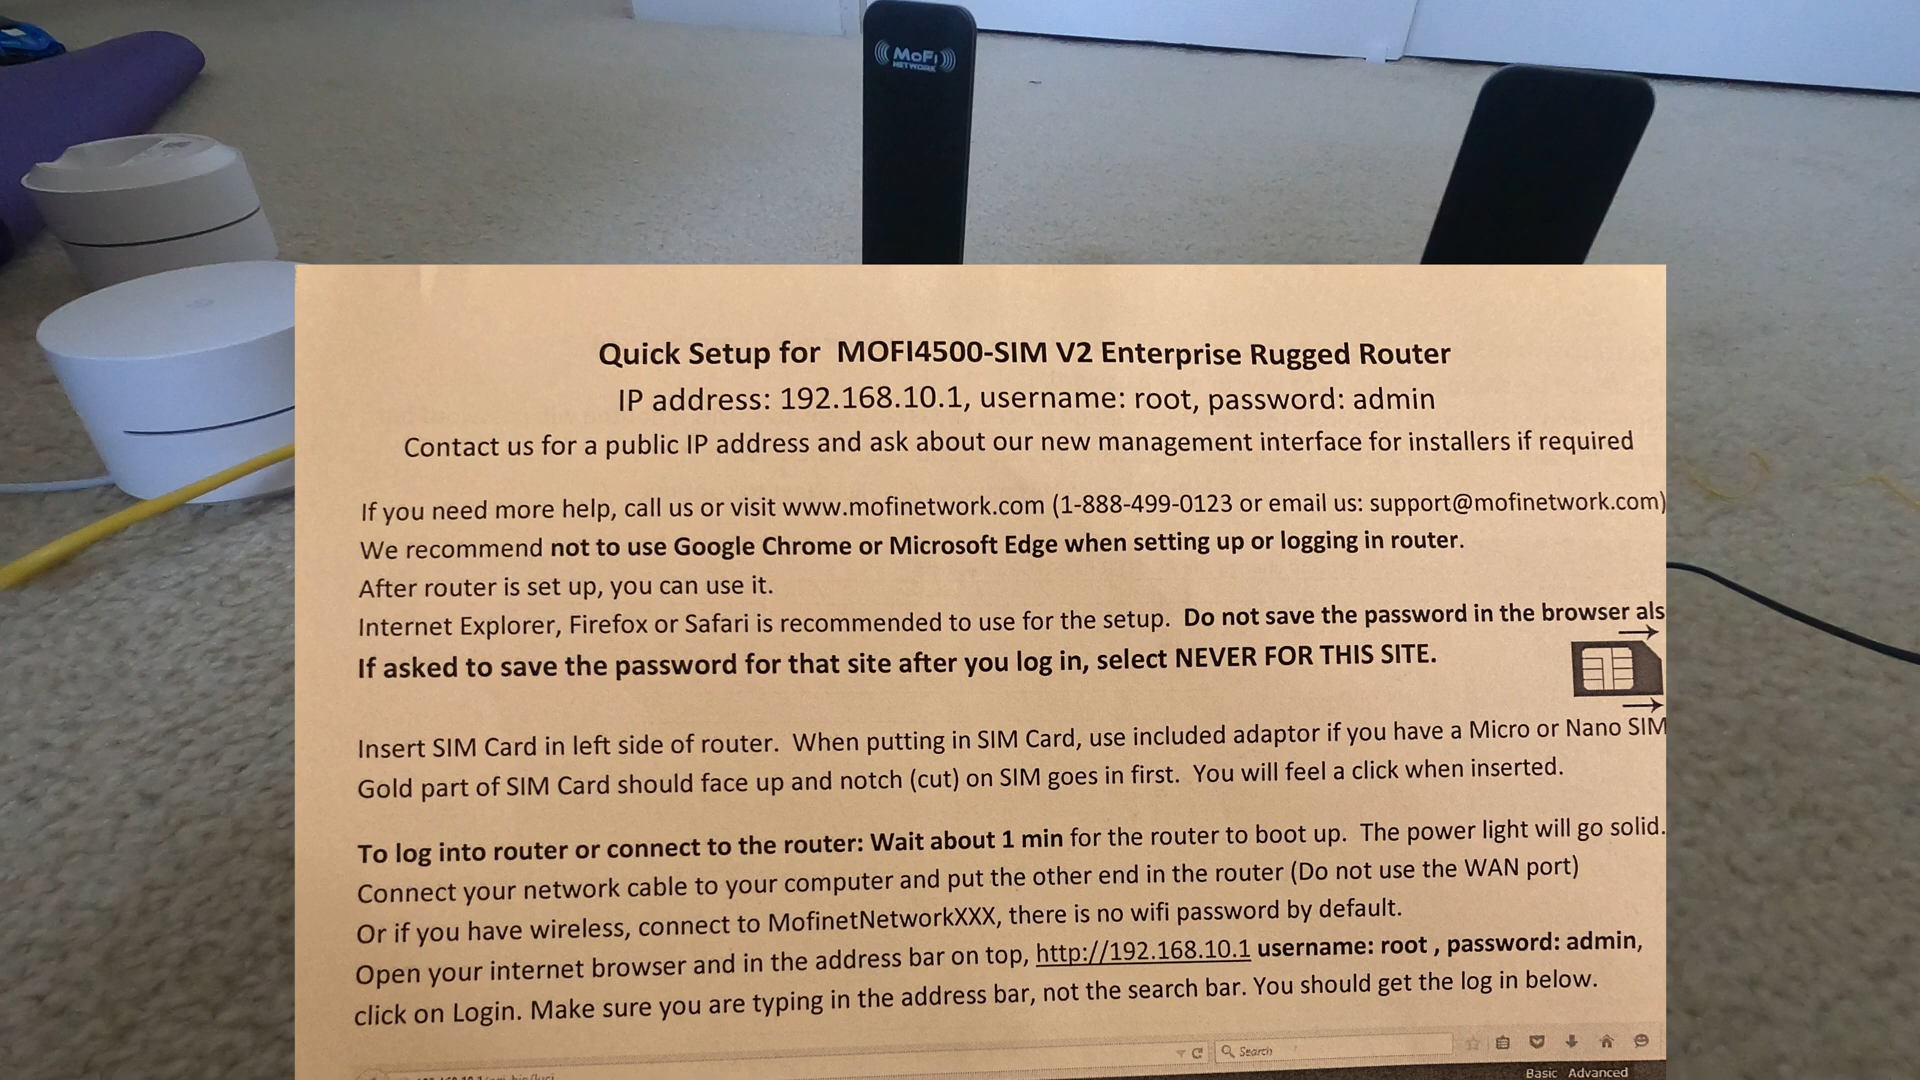 MoFi
NETWORK
Quick Setup for MOFI4500-SIM V2 Enterprise Rugged Router
IP address: 192.168.10.1, username: root, password: admin
Contact us for a public IP address and ask about our new management interface for installers if required
If you need more help, call us or visit www.mofinetwork.com (1-888-499-0123 or email us: support@mofinetwork.com)
We recommend not to use Google Chrome or Microsoft Edge when setting up or logging in router.
After router is set up, you can use it.
Internet Explorer, Firefox or Safari is recommended to use for the setup. Do not save the password in the browser als
If asked to save the password for that site after you log in, select NEVER FOR THIS SITE.
Insert SIM Card in left side of router. When putting in SIM Card, use included adaptor if you have a Micro or Nano SIM
Gold part of SIM Card should face up and notch (cut) on SIM goes in first. You will feel a click when inserted.
To log into router or connect to the router: Wait about 1 min for the router to boot up. The power light will go solid.
Connect your network cable to your computer and put the other end in the router (Do not use the WAN port)
Or if you have wireless, connect to MofinetNetworkXXX, there is no wifi password by default.
Open your internet browser and in the address bar on top, http://192.168.10.1 username: root , password: admin,
click on Login. Make sure you are typing in the address bar, not the search bar. You should get the log in below.
Search
Basic Advanced